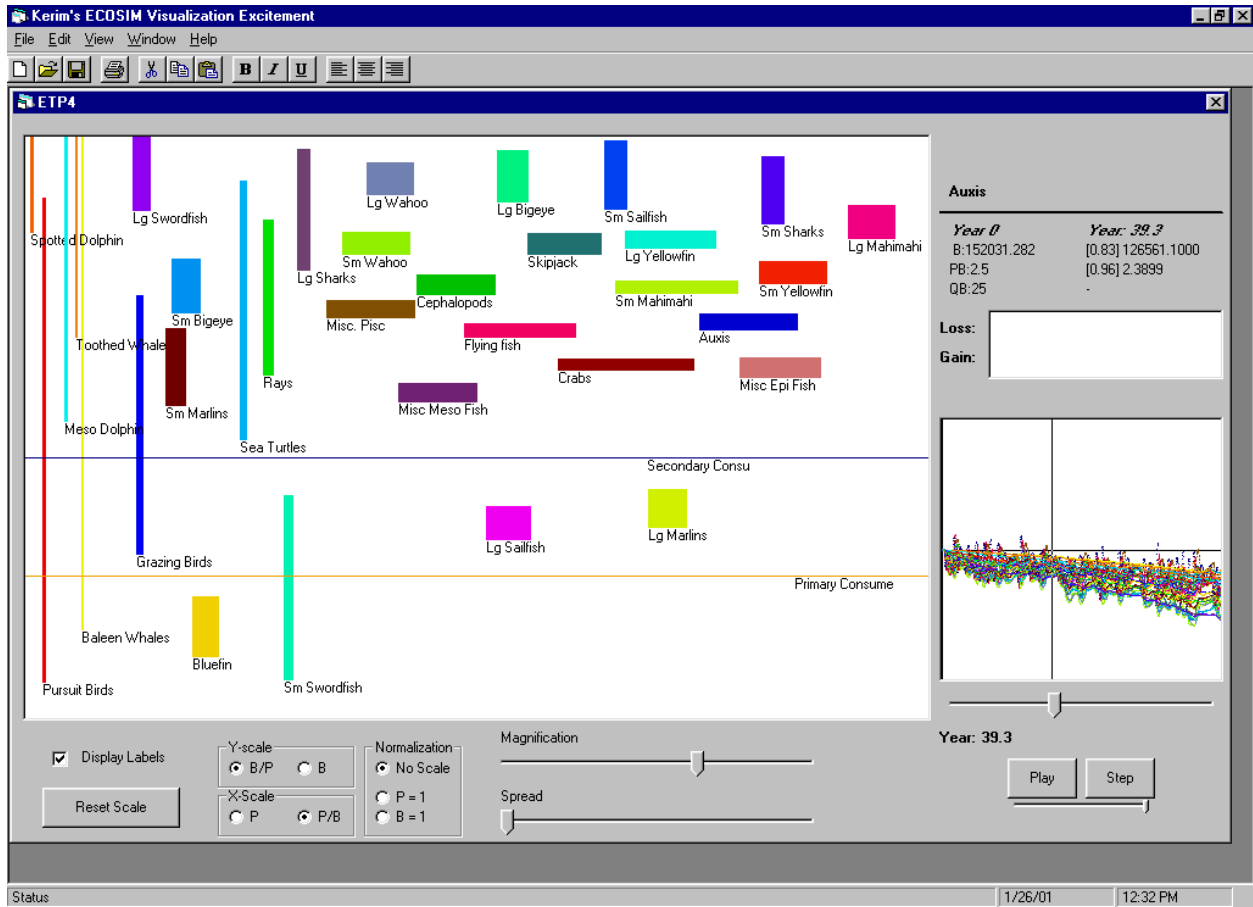 Kerim's ECOSIM Visualization Excitement
File Edit View Window Help
B I U
ETP4
Spotted Dolphin
Lg Swordfish
Lg Wahoo
Lg Bigeye
Sm Sailfish
Sm Sharks
Lg Mahimahi
Lg Sharks
Sm Wahoo
Skipjack
Lg Yellowfin
Sm Yellowfin
Sm Bigeye
Misc. Pisc
Cephalopods
Sm Mahimahi
Toothed Whale
Flying fish
Auxis
Rays
Crabs
Misc Epi Fish
Sm Marlins
Misc Meso Fish
Meso Dolphin
Sea Turtles
Secondary Consu
Grazing Birds
Lg Sailfish
Lg Marlins
Primary Consume
Baleen Whales
Bluefin
Pursuit Birds
Sm Swordfish
Auxis
Year 0 Year: 39.3
B:152031.282 [0.83] 126561.1000
PB:2.5 [0.96] 2.3899
QB:25 -
Loss:
Gain:
Year: 39.3
Play Step
Display Labels
Reset Scale
Y-scale
B/P B
X-Scale
P P/B
Normalization
No Scale
P = 1
B = 1
Magnification
Spread
Status 1/26/01 12:32 PM